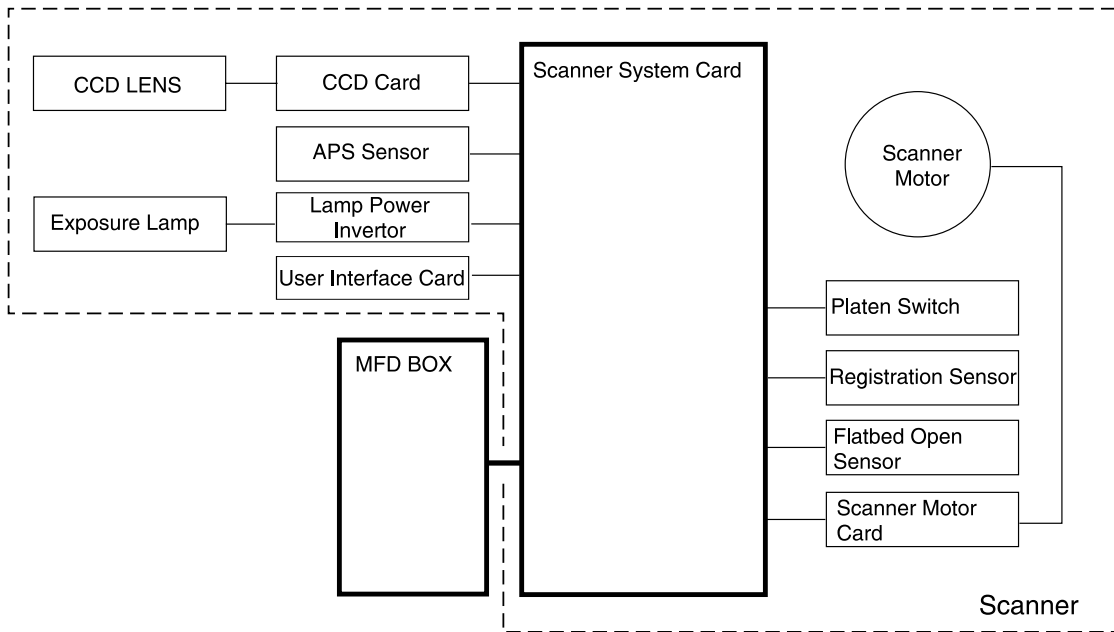 Scanner System Card
CCD LENS
CCD Card
APS Sensor
Scanner
Motor
Exposure Lamp
Lamp Power
Invertor
User Interface Card
Platen Switch
MFD BOX
Registration Sensor
Flatbed Open
Sensor
Scanner Motor
Card
Scanner